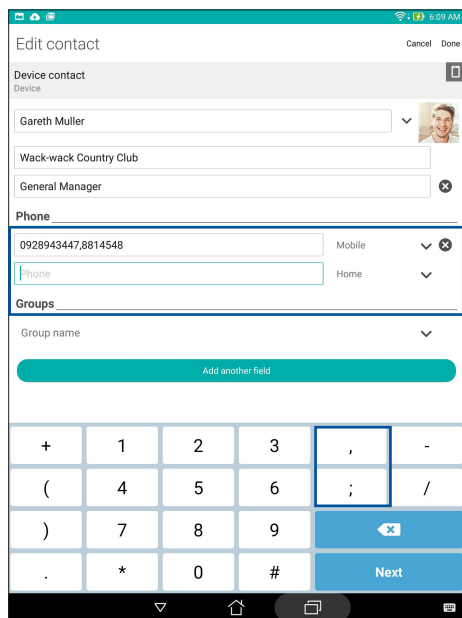 6:09 AM
Edit contact Cancel Done
Device contact
Device
Gareth Muller
Wack-wack Country Club
General Manager
Phone
0928943447,8814548 Mobile
Phone Home
Groups
Group name
Add another field
+ 1 2 3 , -
( 4 5 6 ; /
) 7 8 9
. * 0 # Next